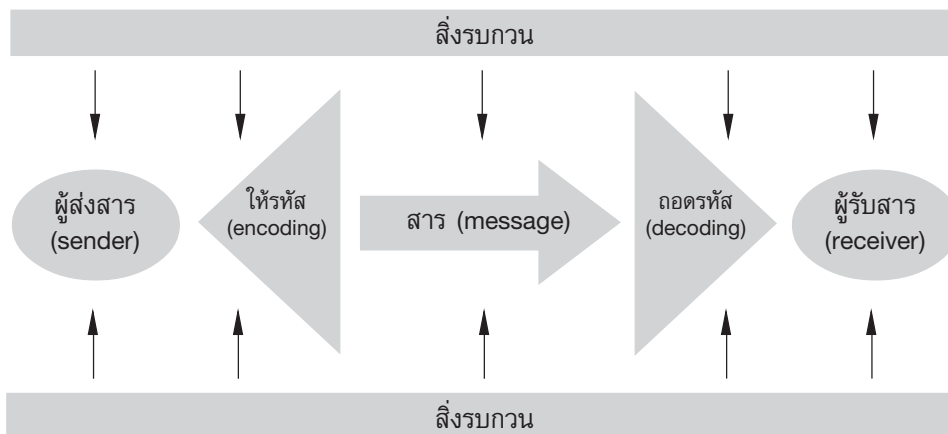 สิ่งรบกวน
ผู้ส่งสาร
(sender)
ให้รหัส
(encoding)
สาร (message)
ถอดรหัส
(decoding)
ผู้รับสาร
(receiver)
สิ่งรบกวน